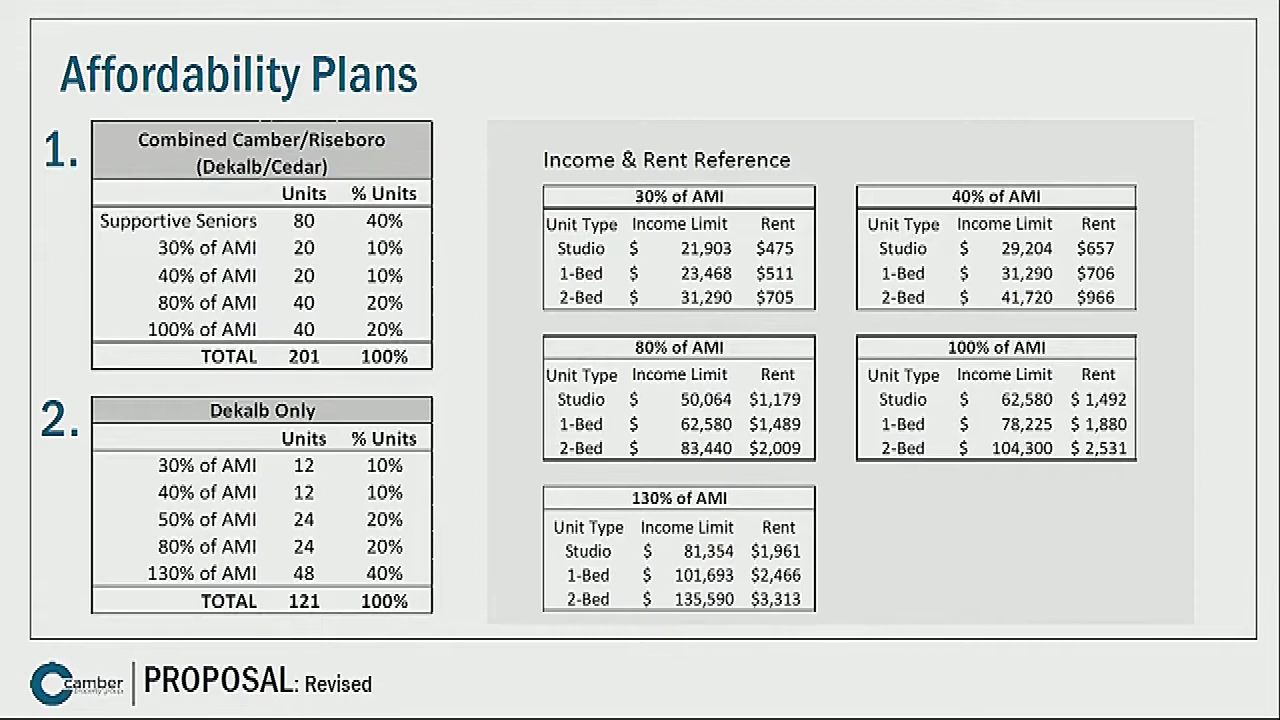 Affordability Plans
1.
Combined Camber/Riseboro
(Dekalb/Cedar)
Units % Units
Supportive Seniors 80 40%
30% of AMI 20 10%
40% of AMI 20 10%
80% of AMI 40 20%
100% of AMI 40 20%
TOTAL 201 100%
2.
Dekalb Only
Units % Units
30% of AMI 12 10%
40% of AMI 12 10%
50% of AMI 24 20%
80% of AMI 24 20%
130% of AMI 48 40%
TOTAL 121 100%
Income & Rent Reference
30% of AMI
Unit Type Income Limit Rent
Studio $ 21,903 $475
1-Bed $ 23,468 $511
2-Bed $ 31,290 $705
40% of AMI
Unit Type Income Limit Rent
Studio $ 29,204 $657
1-Bed $ 31,290 $706
2-Bed $ 41,720 $966
80% of AMI
Unit Type Income Limit Rent
Studio $ 50,064 $1,179
1-Bed $ 62,580 $1,489
2-Bed $ 83,440 $2,009
100% of AMI
Unit Type Income Limit Rent
Studio $ 62,580 $ 1,492
1-Bed $ 78,225 $ 1,880
2-Bed $ 104,300 $ 2,531
130% of AMI
Unit Type Income Limit Rent
Studio $ 81,354 $1,961
1-Bed $ 101,693 $2,466
2-Bed $ 135,590 $3,313
camber
PROPOSAL: Revised